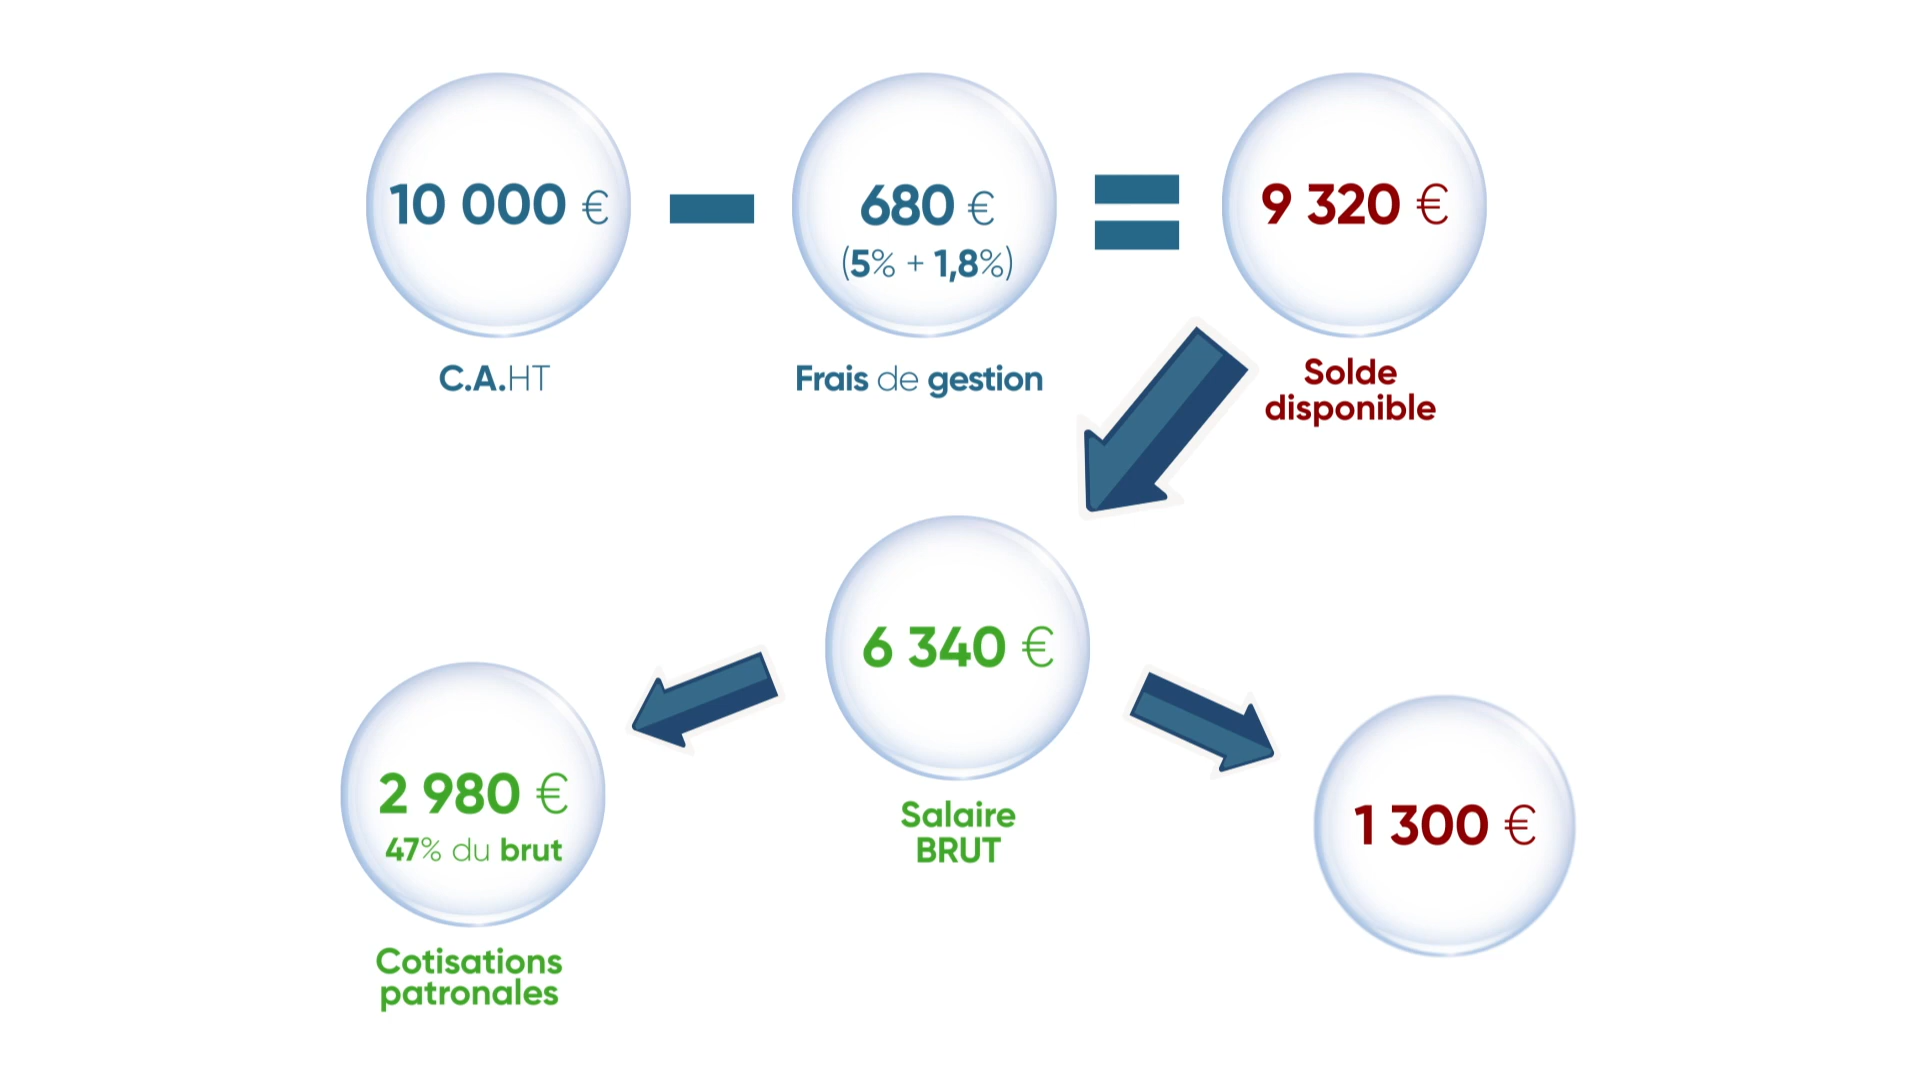 10 000 €
680 €
(5% + 1,8%)
9 320 €
C.A.HT
Frais de gestion
Solde
disponible
6 340 €
Salaire
BRUT
2 980 €
47% du brut
Cotisations
patronales
1 300 €